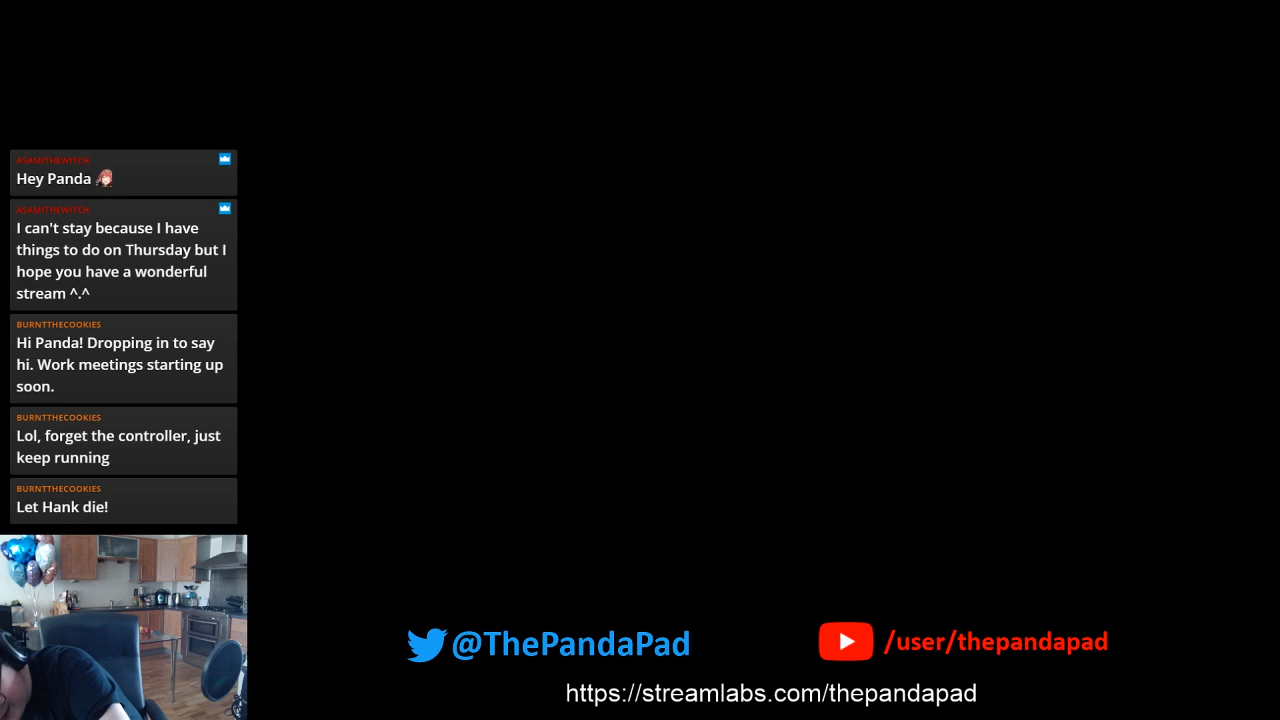 ASAMITHEWITCH
Hey Panda
ASAMITHEWITCH
I can't stay because I have
things to do on Thursday but I
hope you have a wonderful
stream ^.^
BURNTTHECOOKIES
Hi Panda! Dropping in to say
hi. Work meetings starting up
soon.
BURNTTHECOOKIES
Lol, forget the controller, just
keep running
BURNTTHECOOKIES
Let Hank die!
@ThePandaPad
/user/thepandapad
https://streamlabs.com/thepandapad